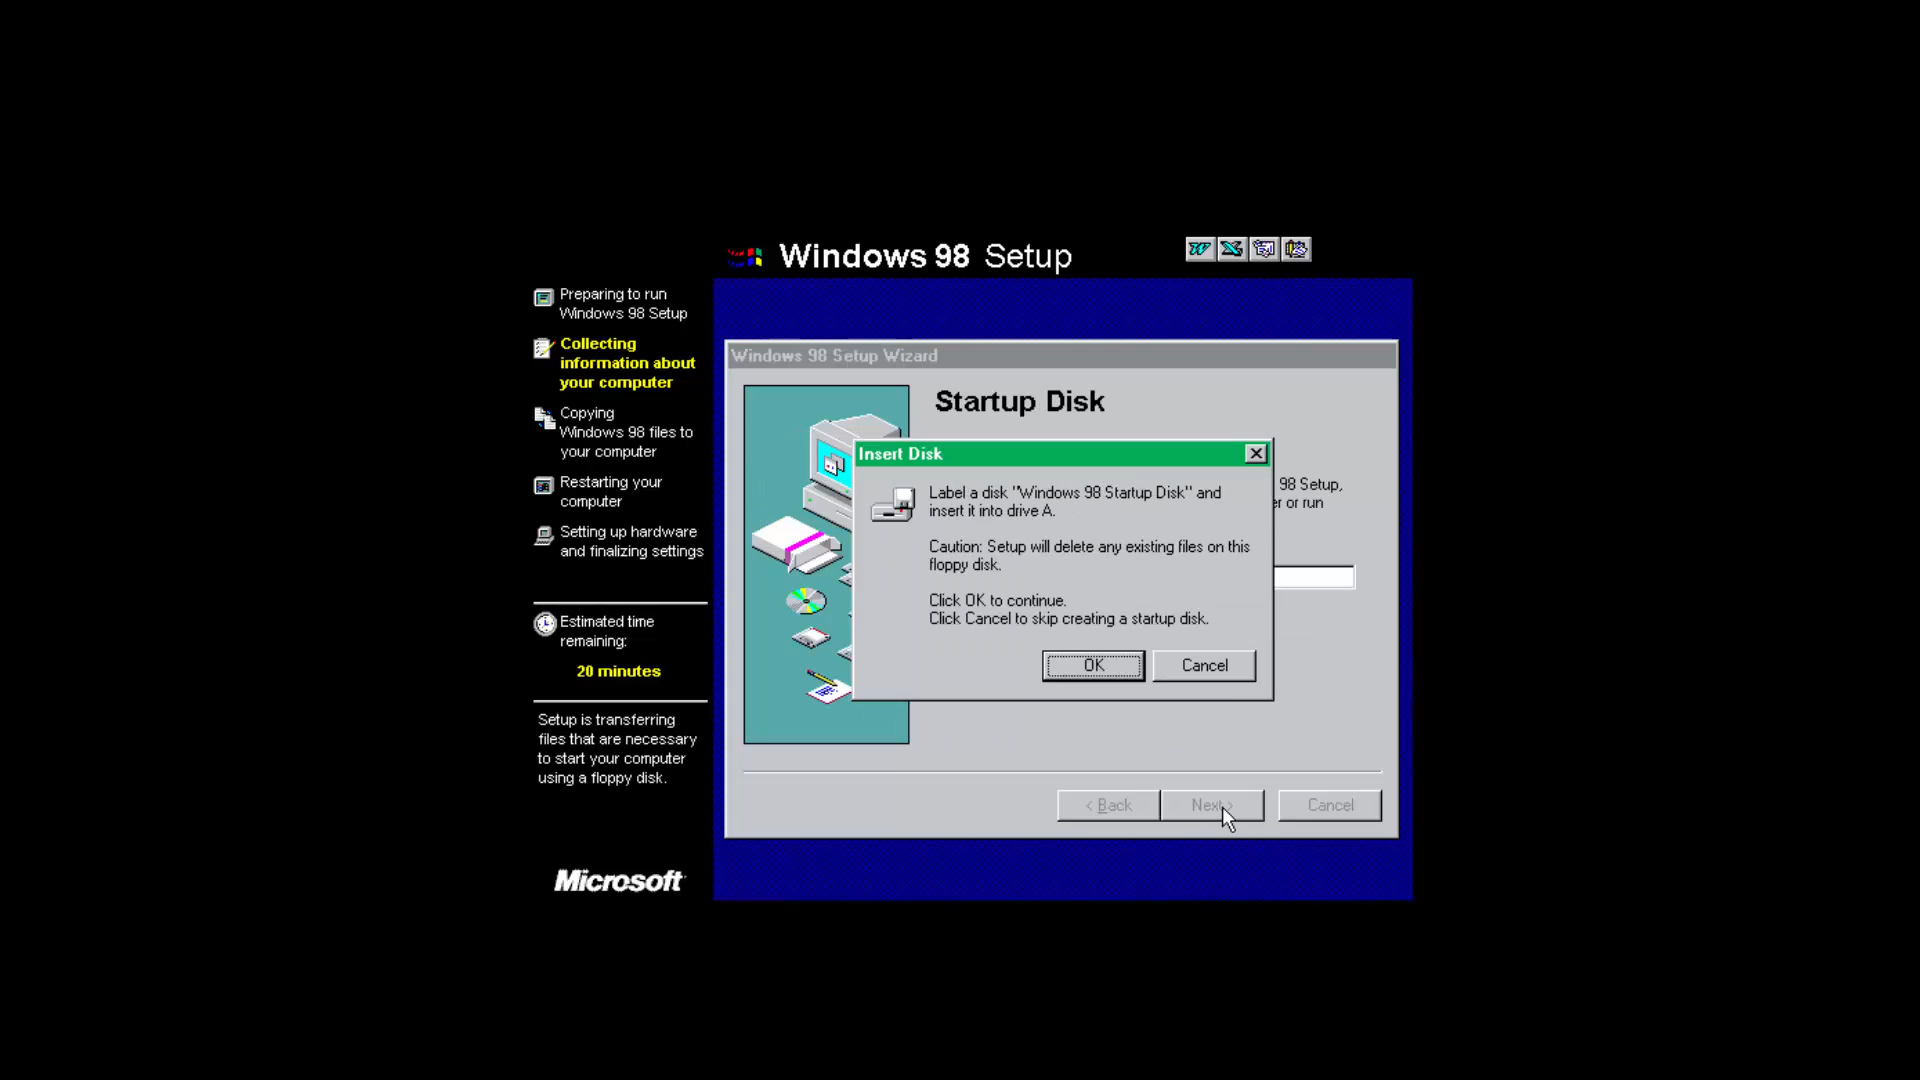 Windows 98 Setup
Preparing to run
Windows 98 Setup
Collecting
information about
your computer
Copying
Windows 98 files to
your computer
Restarting your
computer
Setting up hardware
and finalizing settings
Estimated time
remaining:
20 minutes
Setup is transferring
files that are necessary
to start your computer
using a floppy disk.
Microsoft
Windows 98 Setup Wizard
Startup Disk
98 Setup,
or run
Insert Disk
Label a disk "Windows 98 Startup Disk" and
insert it into drive A.
Caution: Setup will delete any existing files on this
floppy disk.
Click OK to continue.
Click Cancel to skip creating a startup disk.
OK
Cancel
< Back
Next >
Cancel